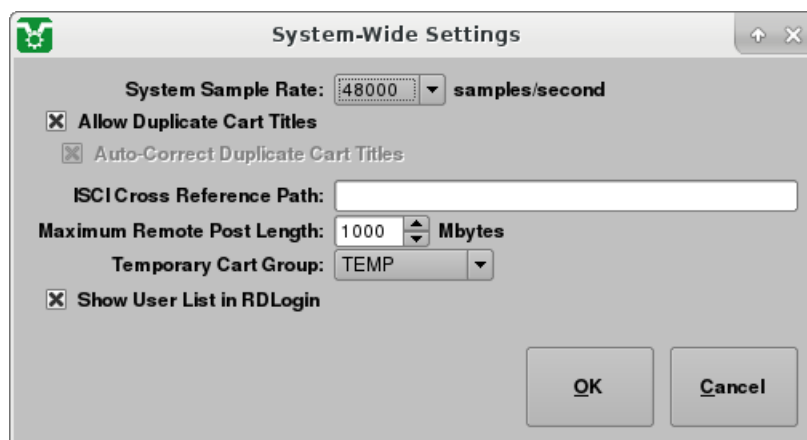 System-Wide Settings
System Sample Rate: 48000 samples/second
Allow Duplicate Cart Titles
Auto-Correct Duplicate Cart Titles
ISCI Cross Reference Path:
Maximum Remote Post Length: 1000 Mbytes
Temporary Cart Group: TEMP
Show User List in RDLogin
OK Cancel